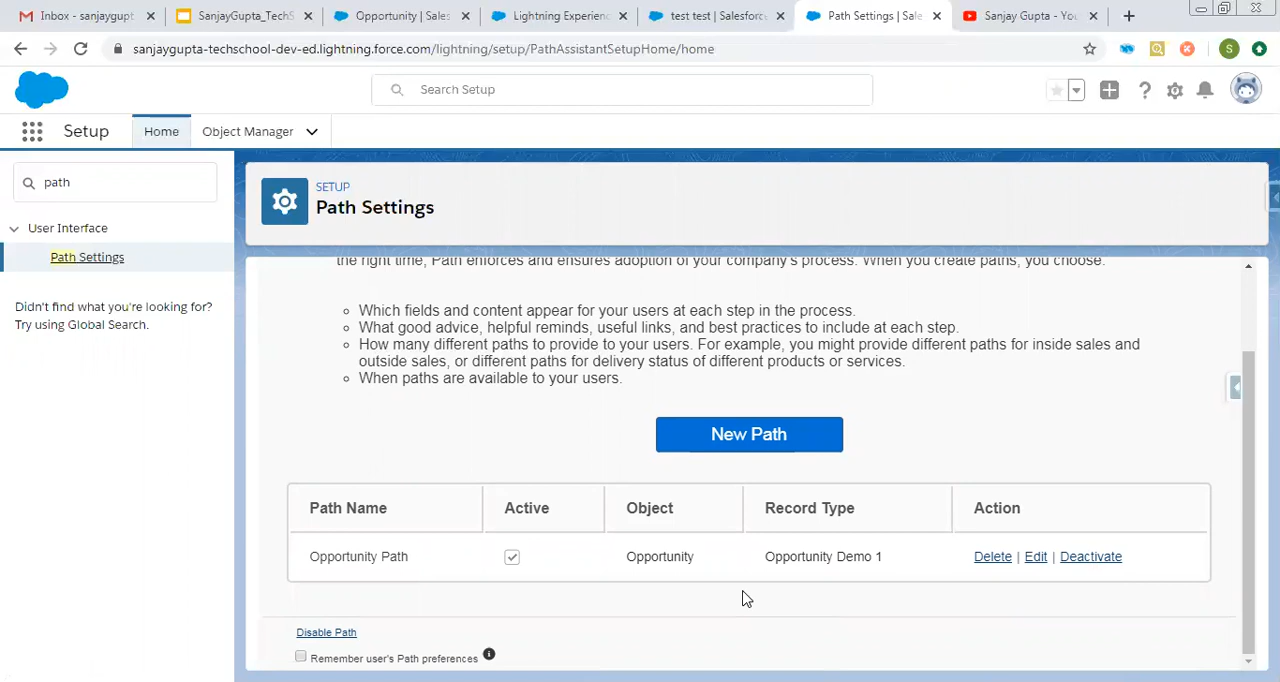 Inbox - sanjaygupt
SanjayGupta_TechS
Opportunity | Sales
Lightning Experienc
test test | Salesforc
Path Settings | Sale
Sanjay Gupta - You
sanjaygupta-techschool-dev-ed.lightning.force.com/lightning/setup/PathAssistantSetupHome/home
S
Search Setup
Setup
Home
Object Manager
path
User Interface
Path Settings
Didn't find what you're looking for?
Try using Global Search.
SETUP
Path Settings
the right time, Path enforces and ensures adoption of your company's process. When you create paths, you choose:
Which fields and content appear for your users at each step in the process.
What good advice, helpful reminds, useful links, and best practices to include at each step.
How many different paths to provide to your users. For example, you might provide different paths for inside sales and
outside sales, or different paths for delivery status of different products or services.
When paths are available to your users.
New Path
Path Name Active Object Record Type Action
Opportunity Path Opportunity Opportunity Demo 1 Delete | Edit | Deactivate
Disable Path
Remember user's Path preferences